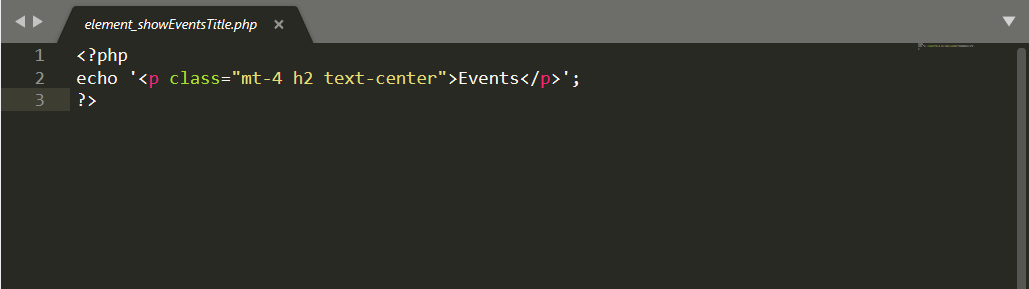 element_showEventsTitle.php ×
1 <?php
2 echo '<p class="mt-4 h2 text-center">Events</p>';
3 ?>